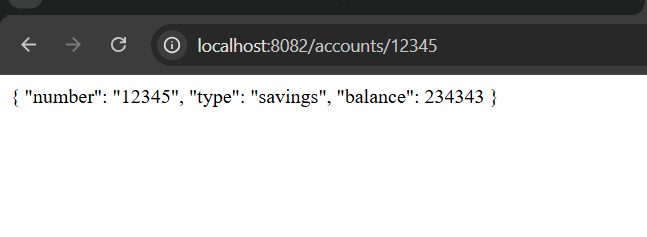 localhost:8082/accounts/12345
{ "number": "12345", "type": "savings", "balance": 234343 }